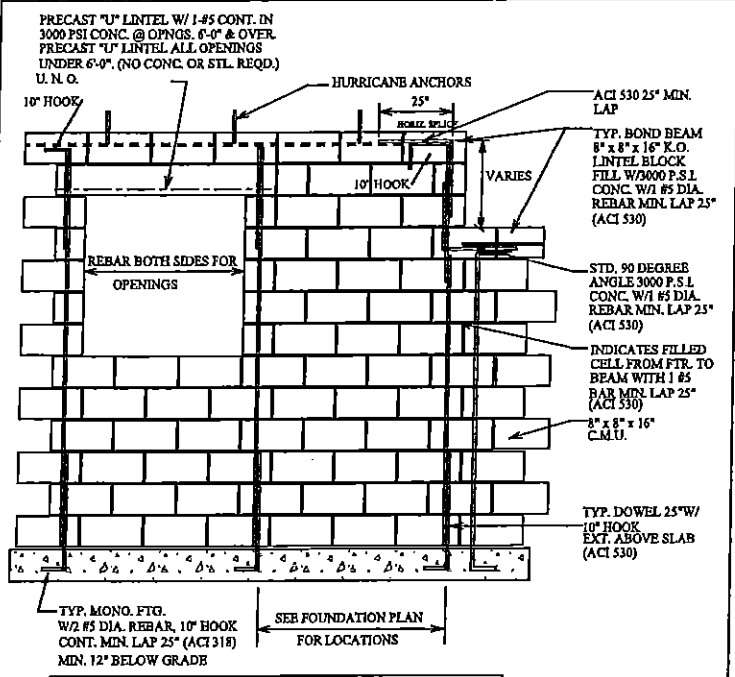 PRECAST "U" LINTEL W/ 1-#5 CONT. IN
3000 PSI CONC. @ OPNGS. 6'-0" & OVER.
PRECAST "U" LINTEL ALL OPENINGS
UNDER 6'-0". (NO CONC. OR STL. REQD.)
U. N. O.
10" HOOK
HURRICANE ANCHORS
25"
HORIZ. SPLICE
ACI 530 25" MIN.
LAP
TYP. BOND BEAM
8" x 8" x 16" K.O.
LINTEL BLOCK
FILL W/3000 P.S.I.
CONC. W/1 #5 DIA.
REBAR MIN. LAP 25"
(ACI 530)
10" HOOK
VARIES
REBAR BOTH SIDES FOR
OPENINGS
STD. 90 DEGREE
ANGLE 3000 P.S.I.
CONC. W/1 #5 DIA.
REBAR MIN. LAP 25"
(ACI 530)
INDICATES FILLED
CELL FROM FTR. TO
BEAM WITH 1 #5
BAR MIN. LAP 25"
(ACI 530)
8" x 8" x 16"
C.M.U.
TYP. DOWEL 25"W/
10" HOOK
EXT. ABOVE SLAB
(ACI 530)
TYP. MONO. FTG.
W/2 #5 DIA. REBAR, 10" HOOK
CONT. MIN. LAP 25" (ACI 318)
MIN. 12" BELOW GRADE
SEE FOUNDATION PLAN
FOR LOCATIONS